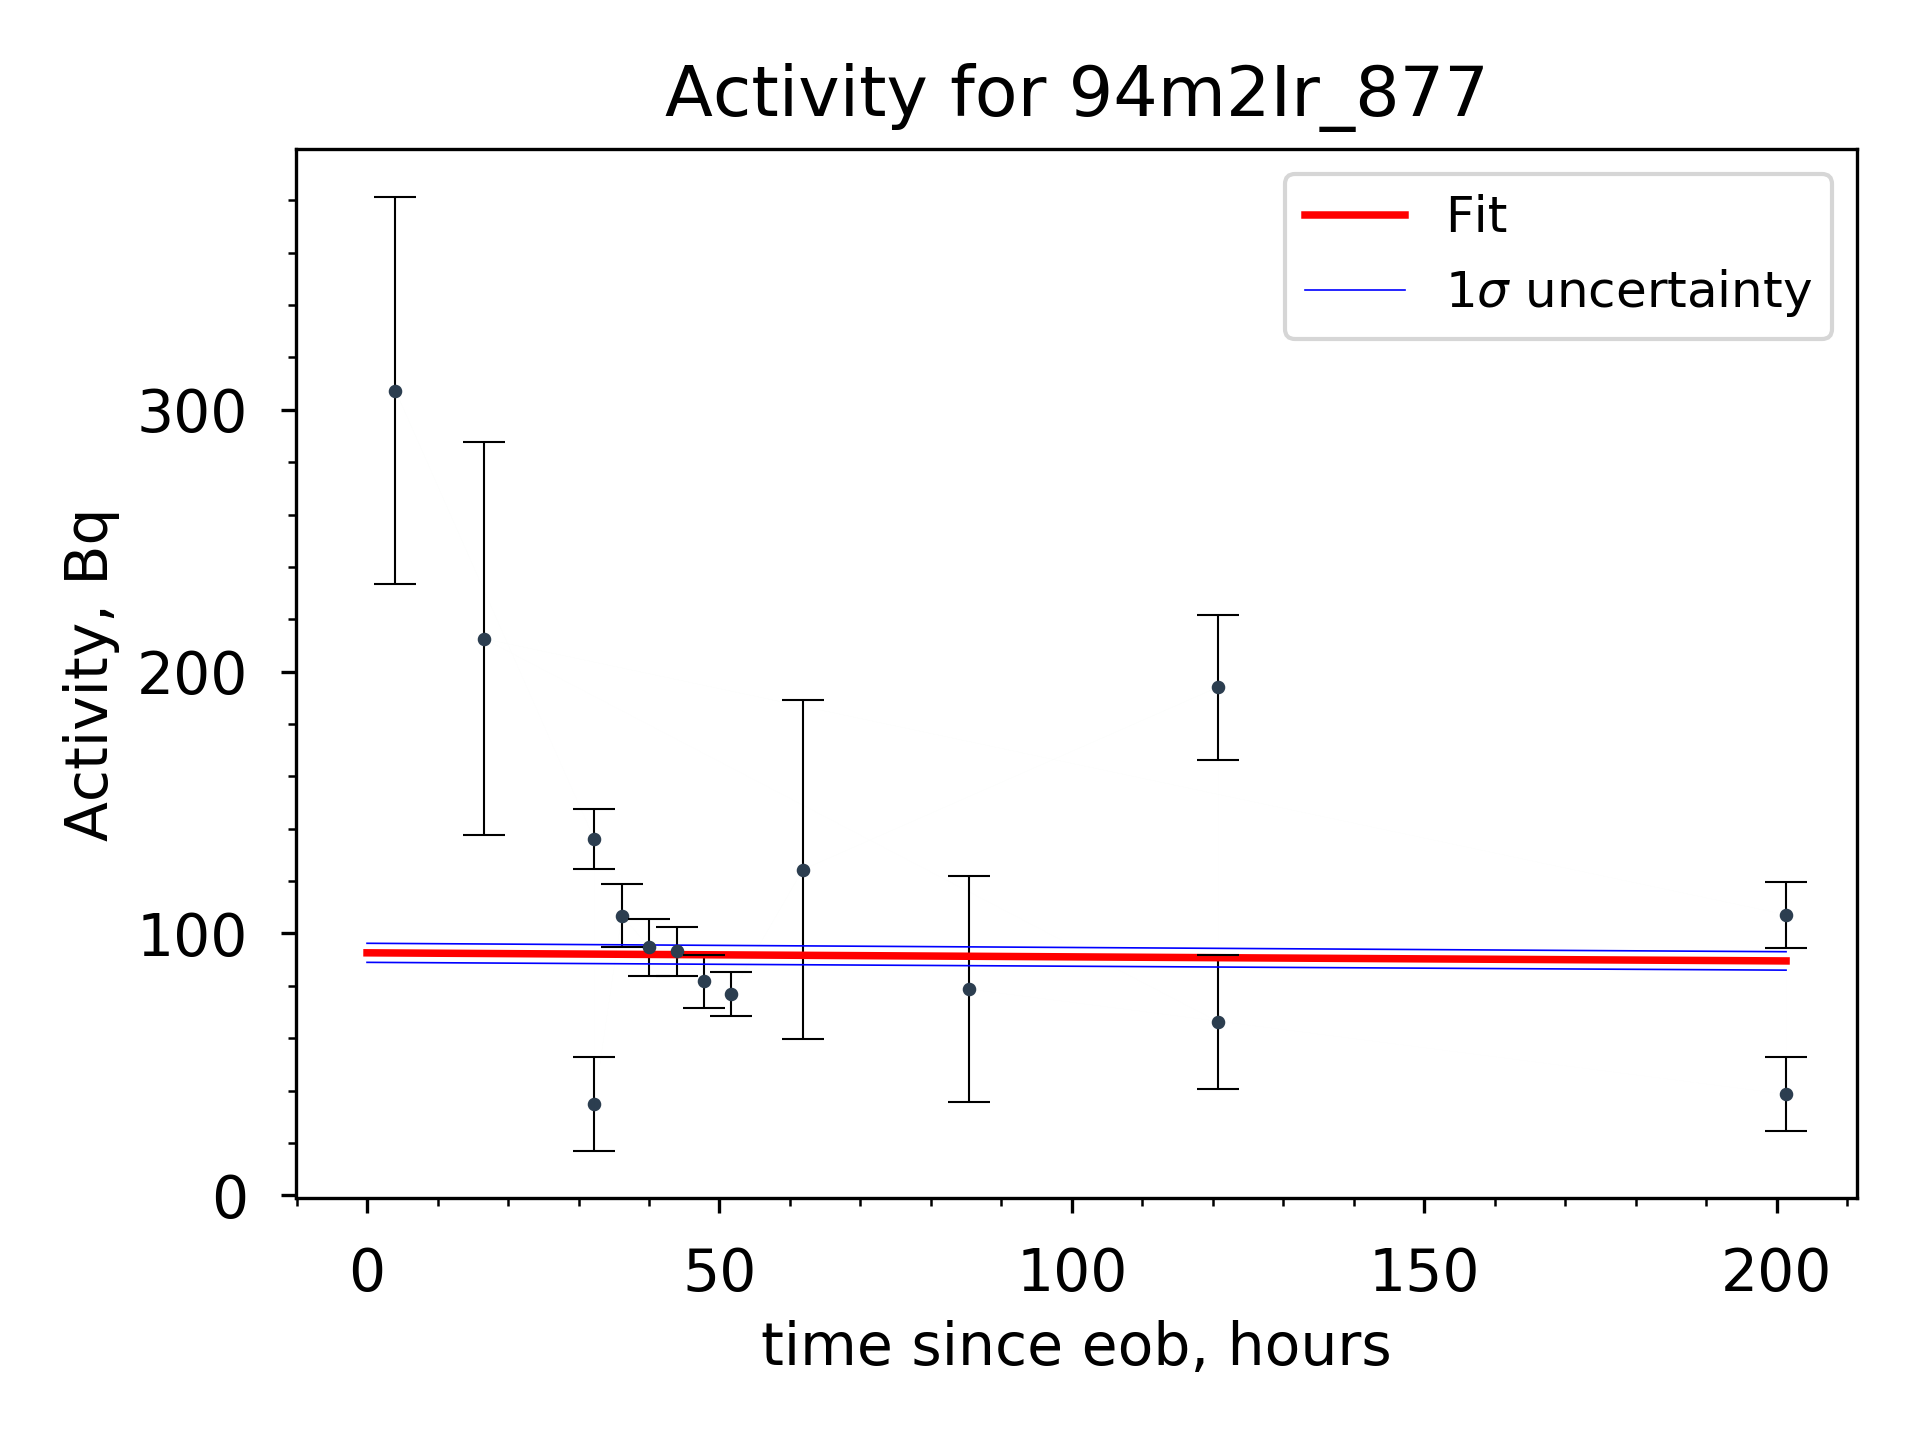 Activity for 94m2Ir_877
Fit
1σ uncertainty
Activity, Bq
300
200
100
0
0 50 100 150 200
time since eob, hours